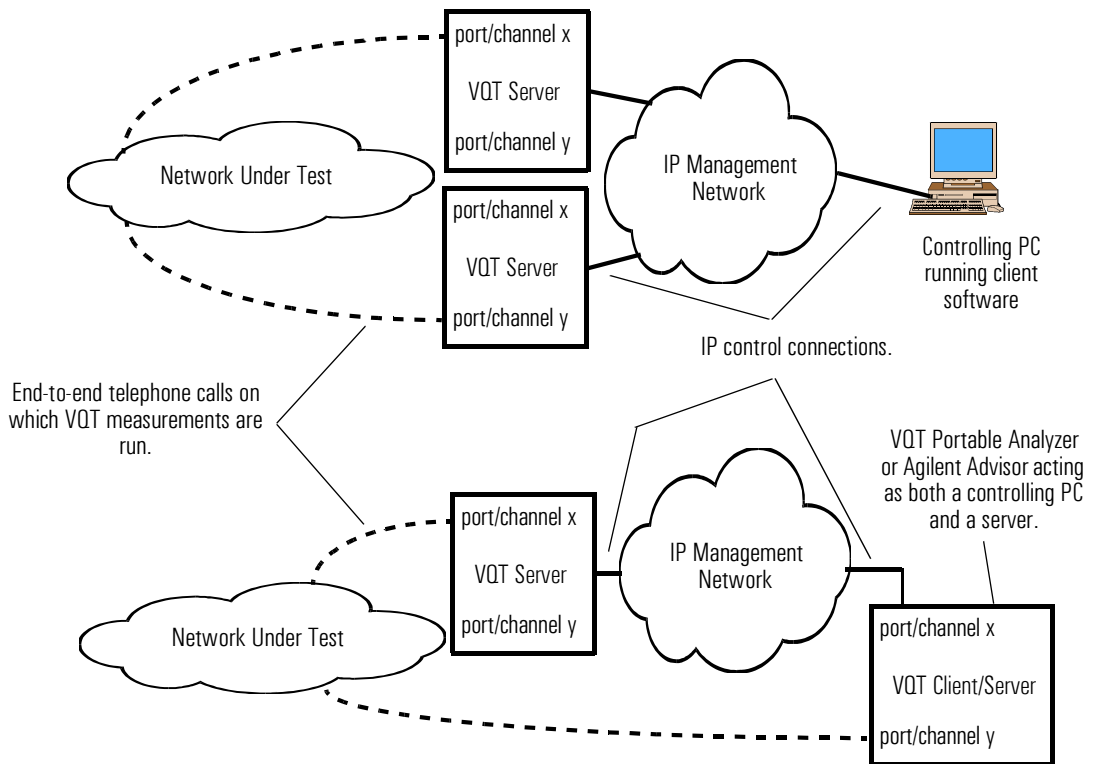 port/channel x
VQT Server
port/channel y
Network Under Test
port/channel x
VQT Server
port/channel y
IP Management
Network
Controlling PC
running client
software
IP control connections.
End-to-end telephone calls on
which VQT measurements are
run.
VQT Portable Analyzer
or Agilent Advisor acting
as both a controlling PC
and a server.
port/channel x
VQT Server
port/channel y
IP Management
Network
Network Under Test
port/channel x
VQT Client/Server
port/channel y